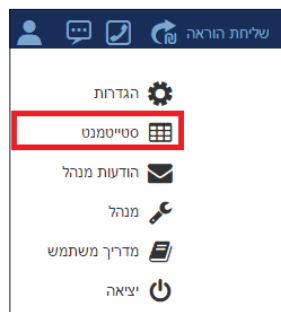 שליחת הוראה
הגדרות
סטייטמנט
הודעות מנהל
מנהל
מדריך משתמש
יציאה